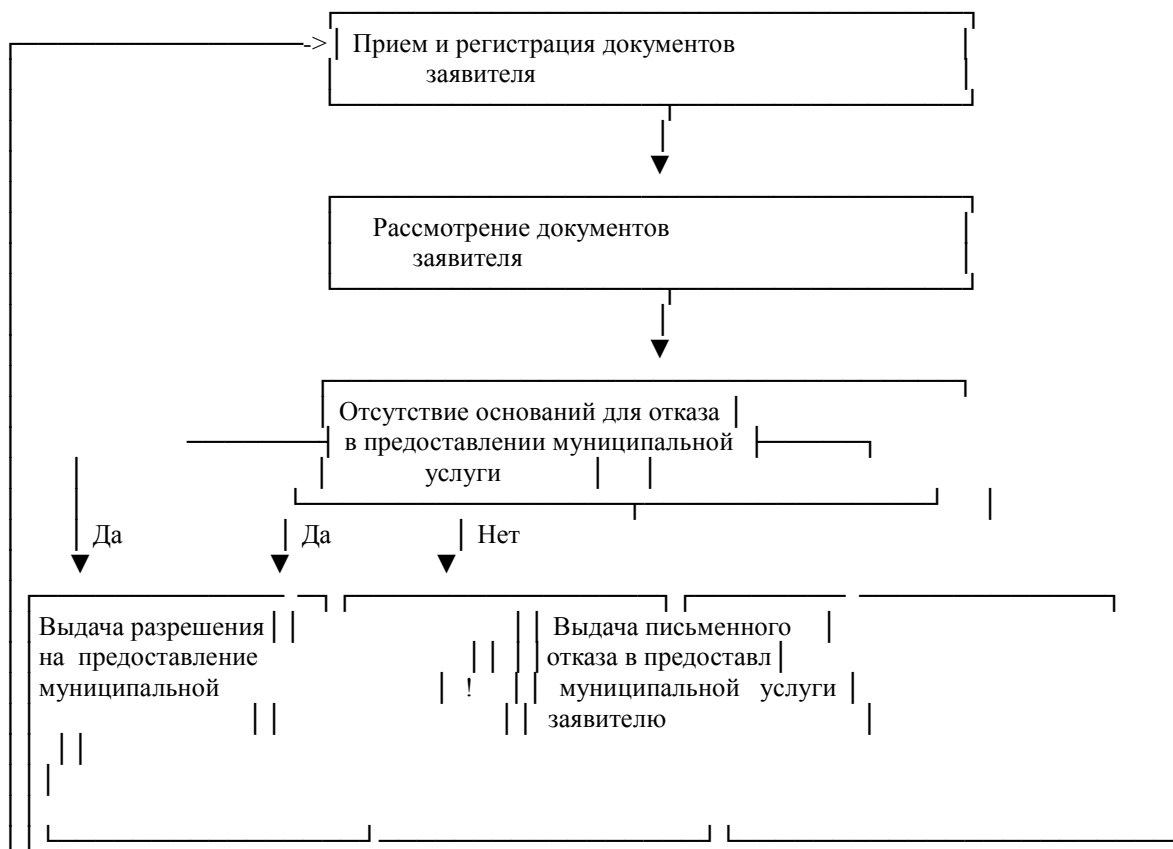 Прием и регистрация документов
заявителя
Рассмотрение документов
заявителя
Отсутствие оснований для отказа
в предоставлении муниципальной
услуги
Да Да Нет
Выдача разрешения Выдача письменного
на предоставление отказа в предоставл
муниципальной ! муниципальной услуги
заявителю